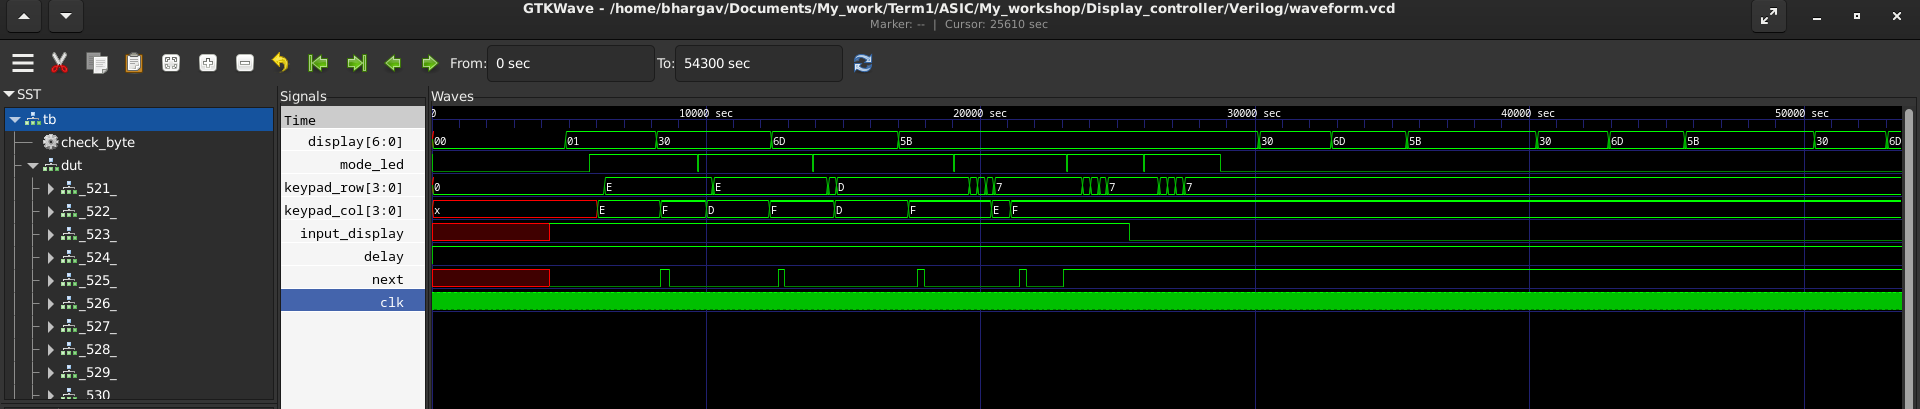 GTKWave - /home/bhargav/Documents/My_work/Term1/ASIC/My_workshop/Display_controller/Verilog/waveform.vcd
Marker: -- | Cursor: 25610 sec
From: 0 sec To: 54300 sec
SST
tb
check_byte
dut
_521_
_522_
_523_
_524_
_525_
_526_
_527_
_528_
_529_
_530_
Signals
Time
display[6:0]
mode_led
keypad_row[3:0]
keypad_col[3:0]
input_display
delay
next
clk
Waves
0 10000 sec 20000 sec 30000 sec 40000 sec 50000 sec
00 01 30 6D 5B 30 6D 5B 30 6D 5B 30 6D
0 E E D 7 7 7
x E F D F D F E F